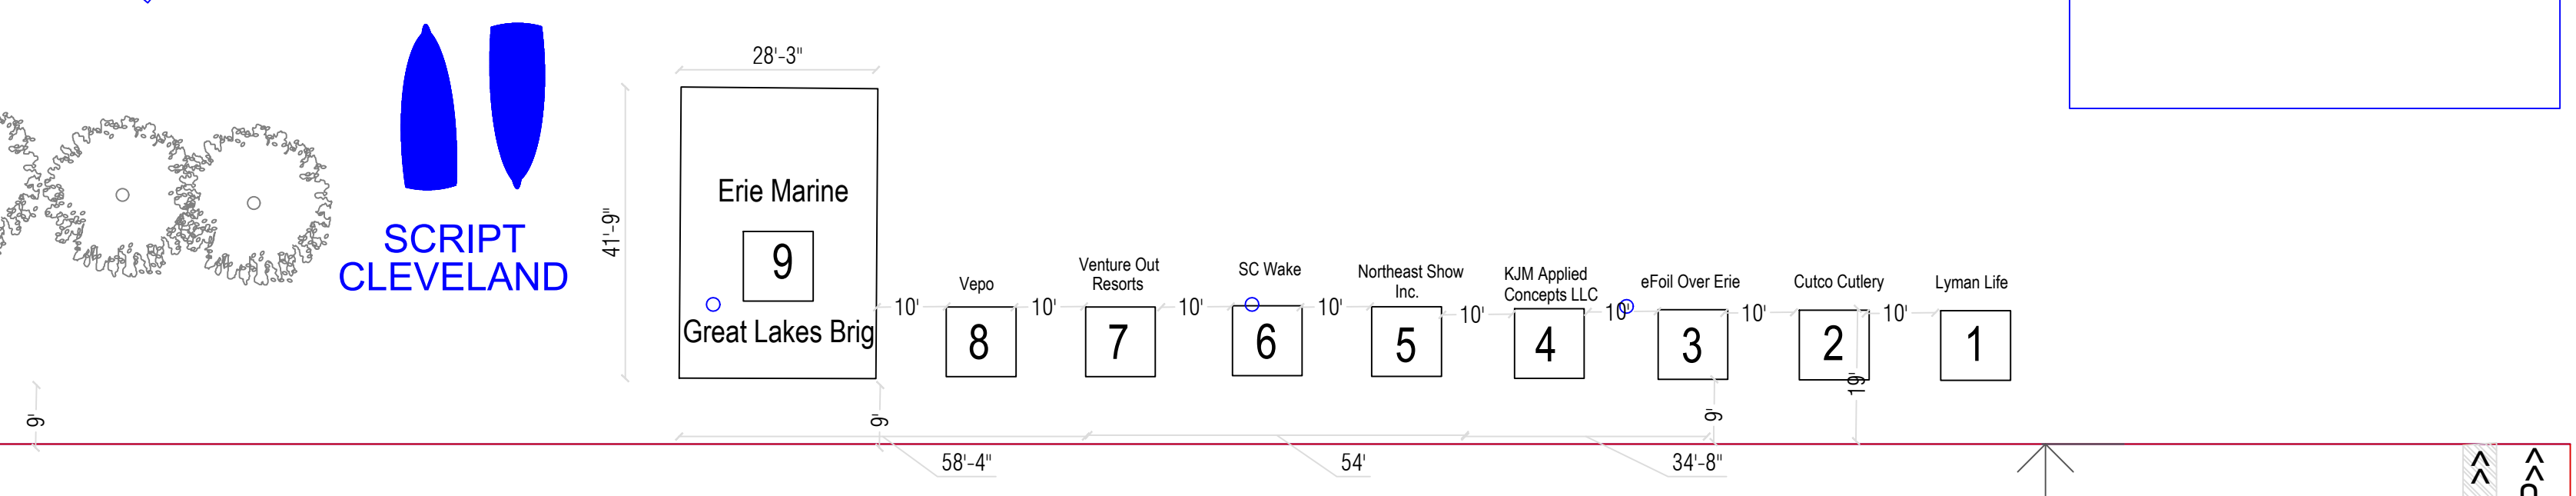 28'-3"
41'-9"
SCRIPT
CLEVELAND
Erie Marine
9
Great Lakes Brig
10'
Vepo
8
10'
Venture Out
Resorts
7
10'
SC Wake
6
10'
Northeast Show
Inc.
5
10'
KJM Applied
Concepts LLC
4
10'
eFoil Over Erie
3
10'
Cutco Cutlery
2
10'
Lyman Life
1
9'
9'
9'
19'
58'-4"
54'
34'-8"